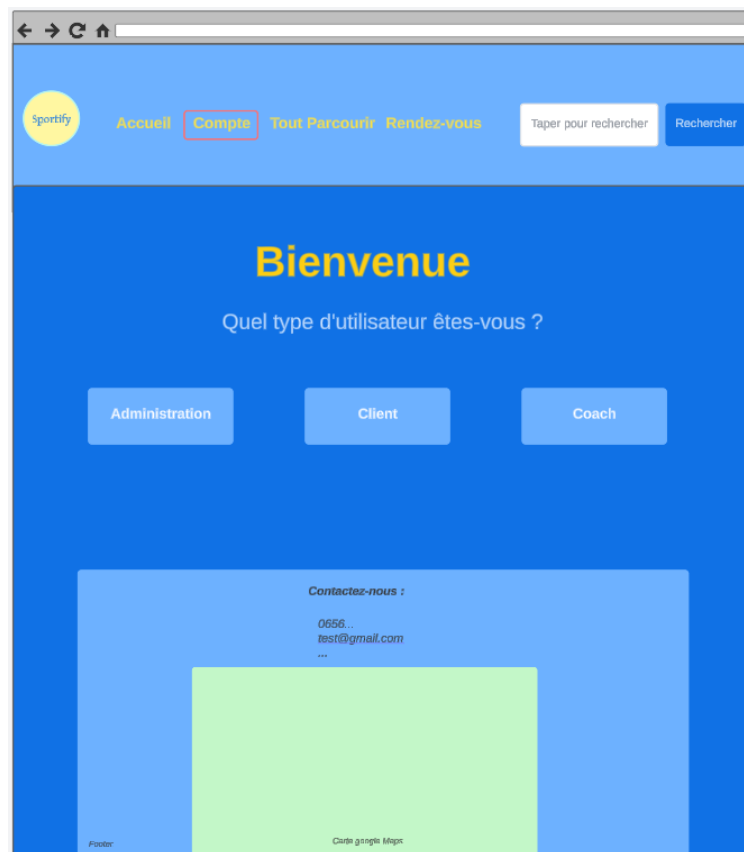 Sportify
Accueil Compte Tout Parcourir Rendez-vous
Taper pour rechercher
Rechercher
Bienvenue
Quel type d'utilisateur êtes-vous ?
Administration
Client
Coach
Contactez-nous :
0656...
test@gmail.com
...
Footer
Carte google Maps